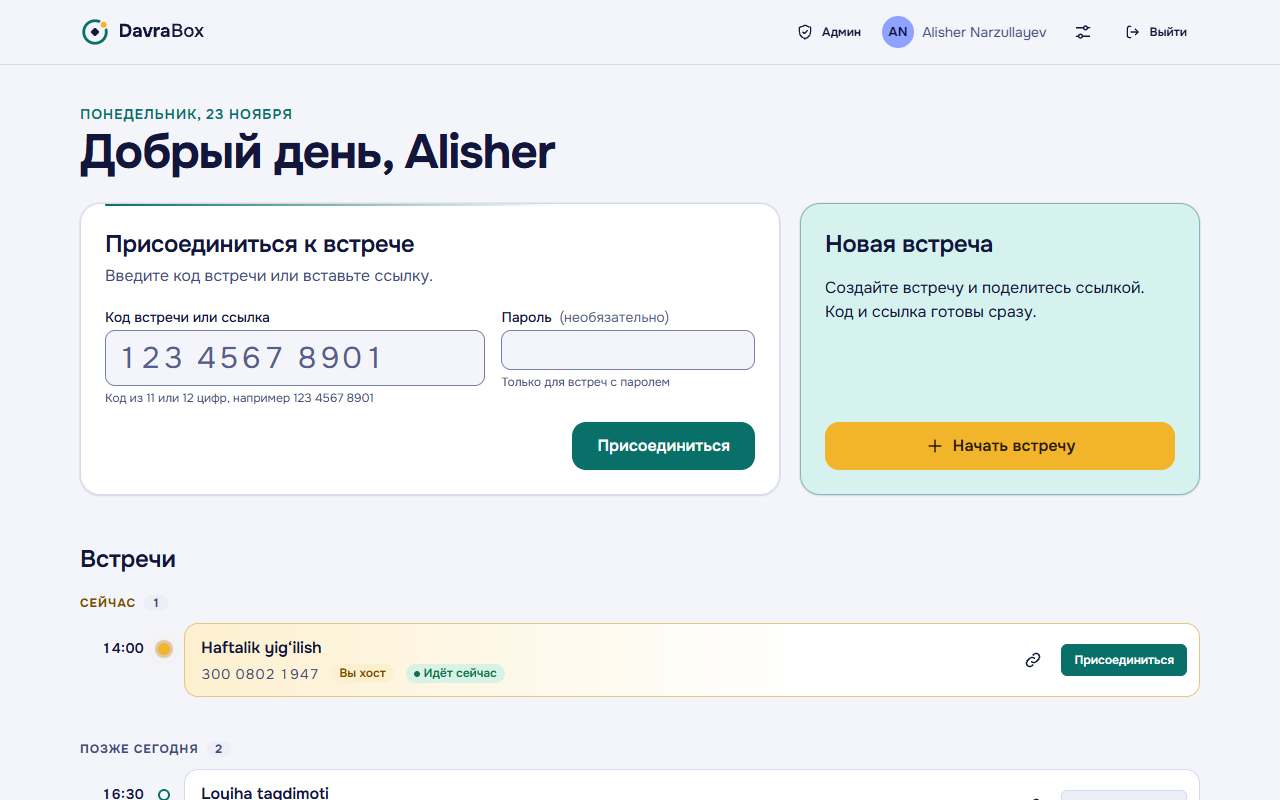 DavraBox
Админ
AN
Alisher Narzullayev
Выйти
ПОНЕДЕЛЬНИК, 23 НОЯБРЯ
Добрый день, Alisher
Присоединиться к встрече
Введите код встречи или вставьте ссылку.
Код встречи или ссылка
123 4567 8901
Код из 11 или 12 цифр, например 123 4567 8901
Пароль (необязательно)
Только для встреч с паролем
Присоединиться
Новая встреча
Создайте встречу и поделитесь ссылкой.
Код и ссылка готовы сразу.
Начать встречу
Встречи
СЕЙЧАС 1
14:00
Haftalik yig‘ilish
300 0802 1947 Вы хост Идёт сейчас
Присоединиться
ПОЗЖЕ СЕГОДНЯ 2
16:30
Loyiha taqdimoti